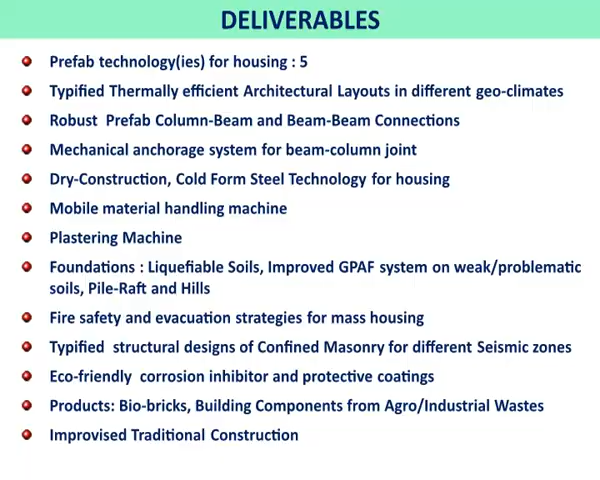 DELIVERABLES
Prefab technology(ies) for housing : 5
Typified Thermally efficient Architectural Layouts in different geo-climates
Robust Prefab Column-Beam and Beam-Beam Connections
Mechanical anchorage system for beam-column joint
Dry-Construction, Cold Form Steel Technology for housing
Mobile material handling machine
Plastering Machine
Foundations : Liquefiable Soils, Improved GPAF system on weak/problematic
soils, Pile-Raft and Hills
Fire safety and evacuation strategies for mass housing
Typified structural designs of Confined Masonry for different Seismic zones
Eco-friendly corrosion inhibitor and protective coatings
Products: Bio-bricks, Building Components from Agro/Industrial Wastes
Improvised Traditional Construction